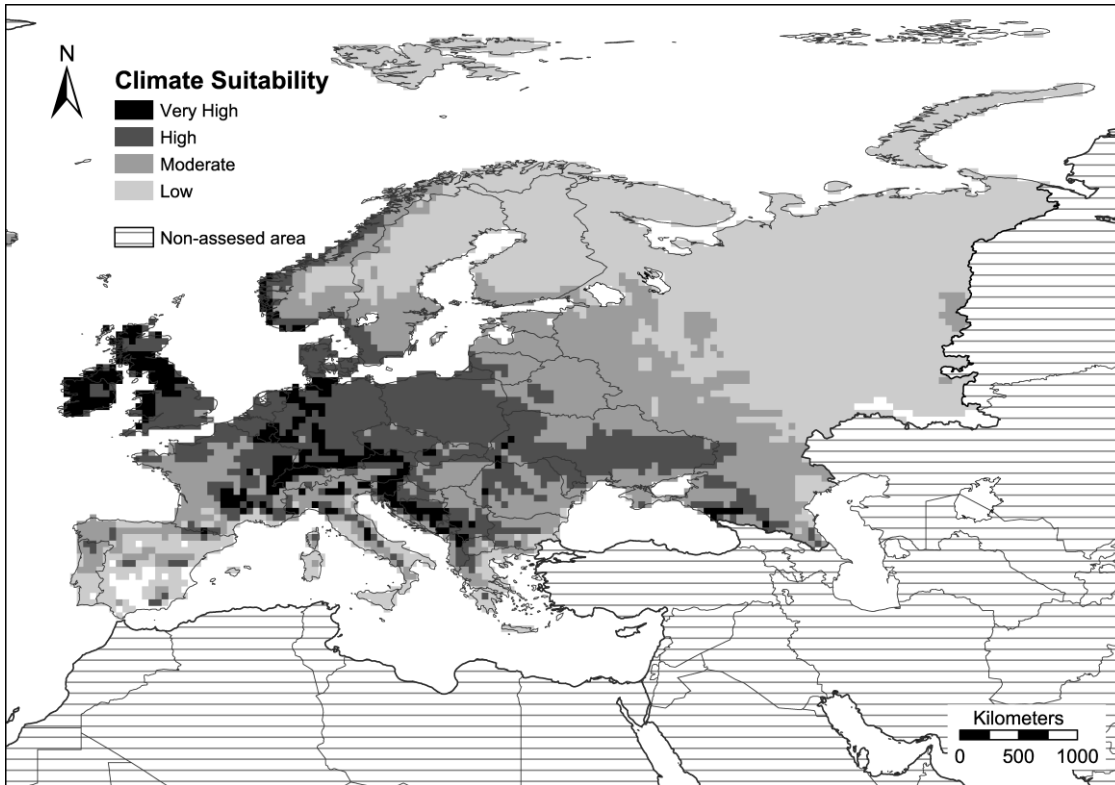 N
Climate Suitability
Very High
High
Moderate
Low
Non-assesed area
Kilometers
0 500 1000